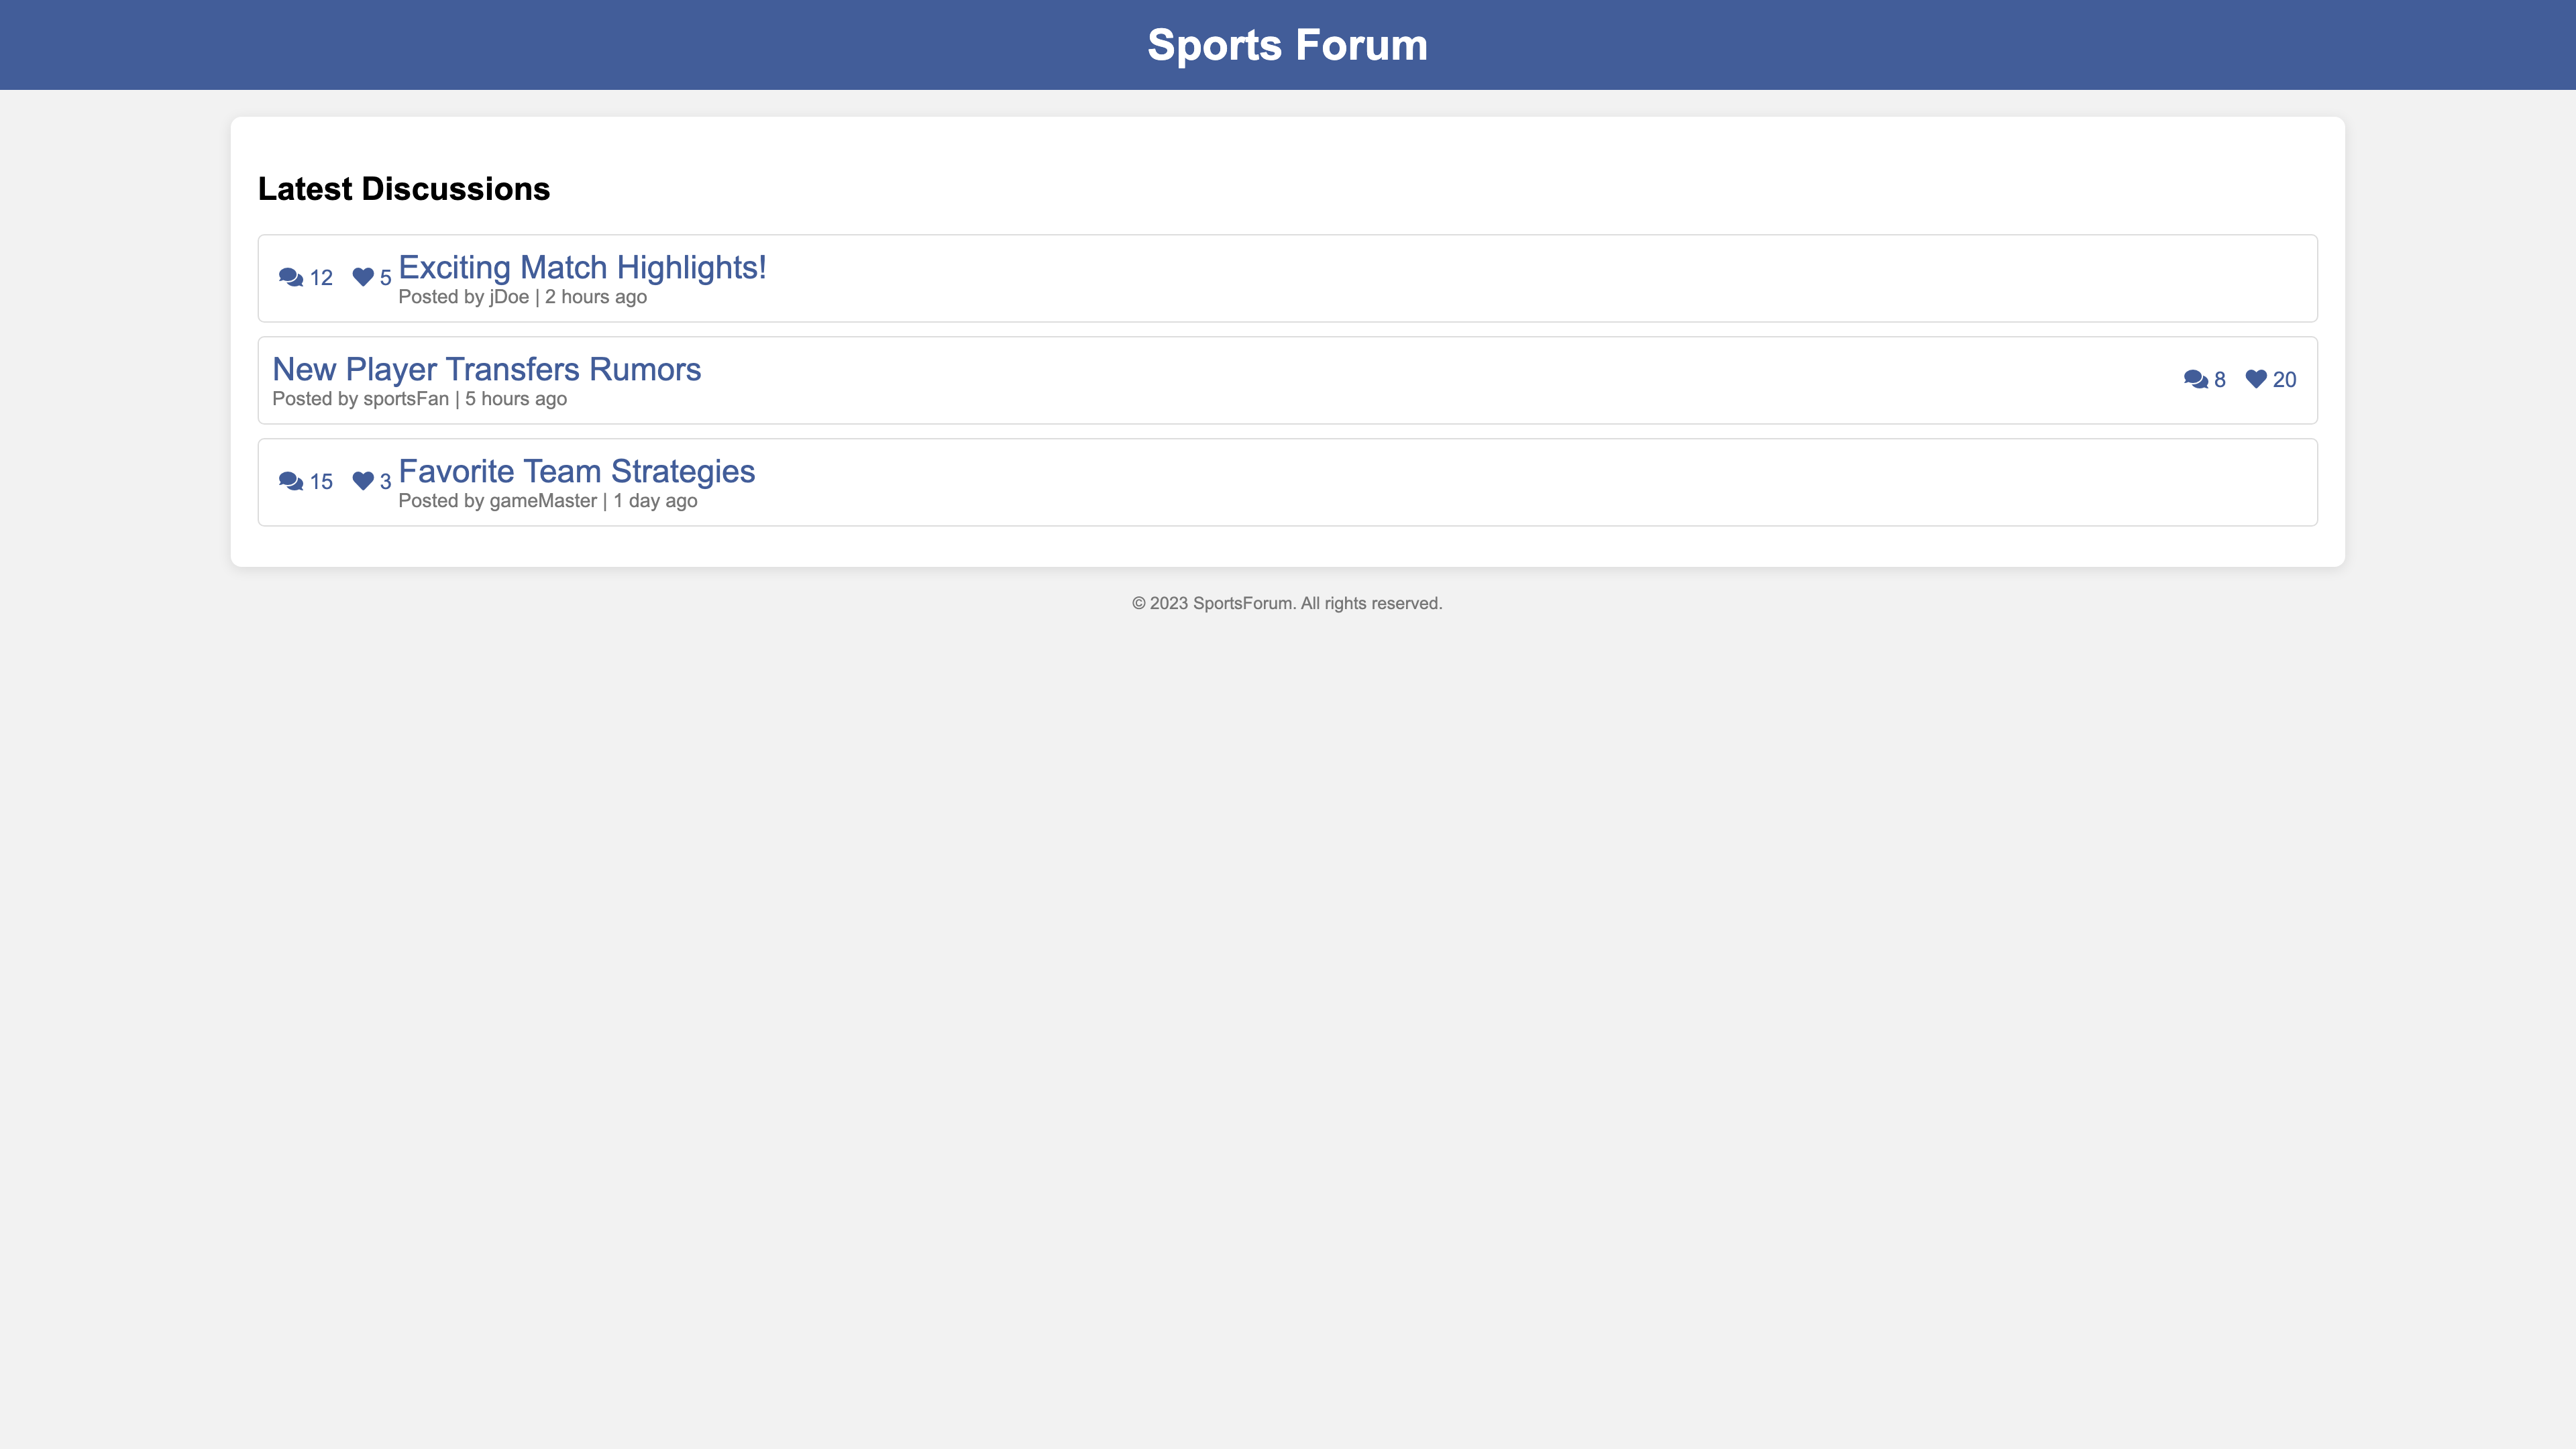 Sports Forum
Latest Discussions
12 5 Exciting Match Highlights!
Posted by jDoe | 2 hours ago
New Player Transfers Rumors
Posted by sportsFan | 5 hours ago
8 20
15 3 Favorite Team Strategies
Posted by gameMaster | 1 day ago
© 2023 SportsForum. All rights reserved.